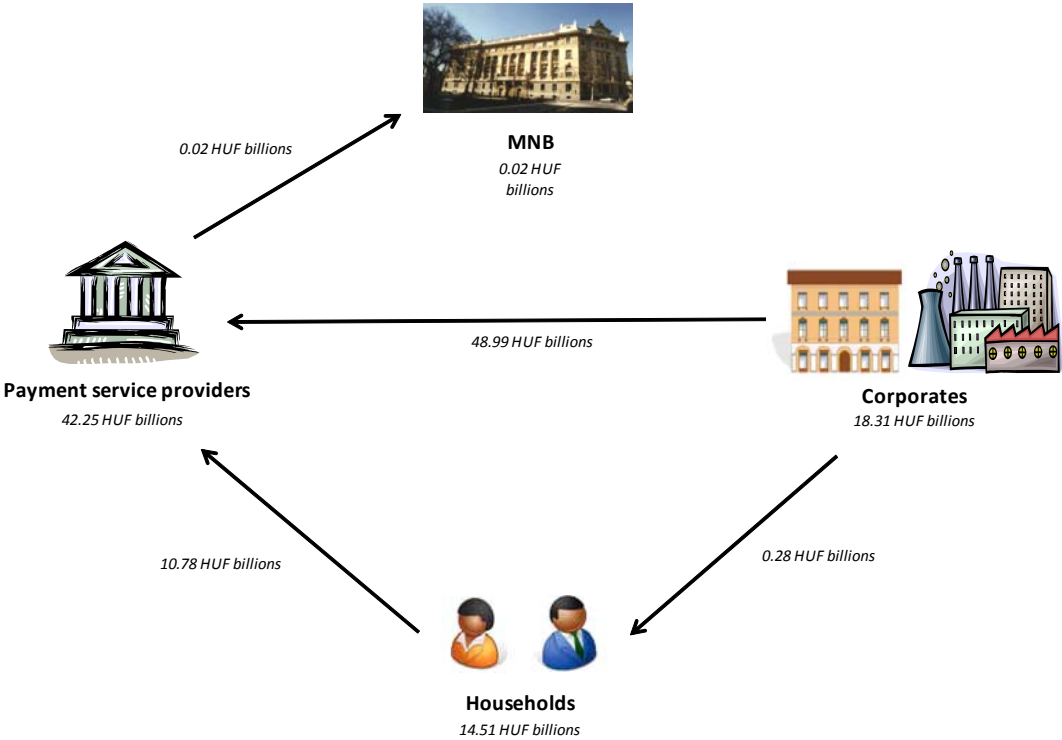 0.02 HUF billions
MNB
0.02 HUF
billions
48.99 HUF billions
Payment service providers
42.25 HUF billions
Corporates
18.31 HUF billions
10.78 HUF billions
0.28 HUF billions
Households
14.51 HUF billions